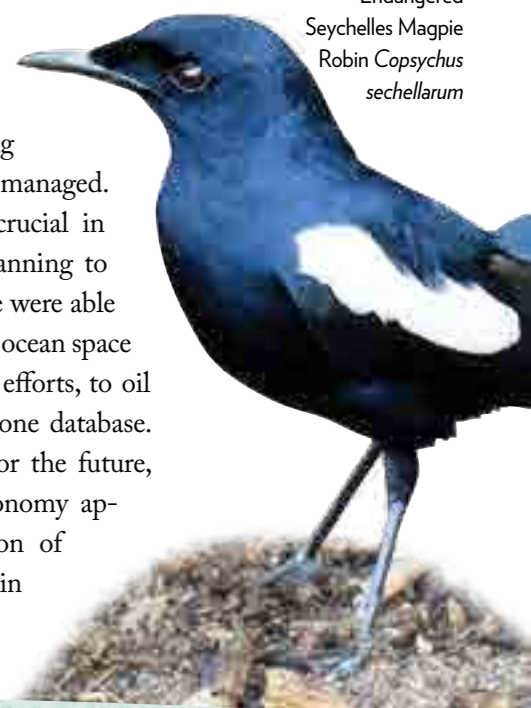 Endangered
Seychelles Magpie
Robin Copsychus
sechellarum
g
managed.
crucial in
anning to
e were able
ocean space
efforts, to oil
one database.
or the future,
onomy ap-
on of
in